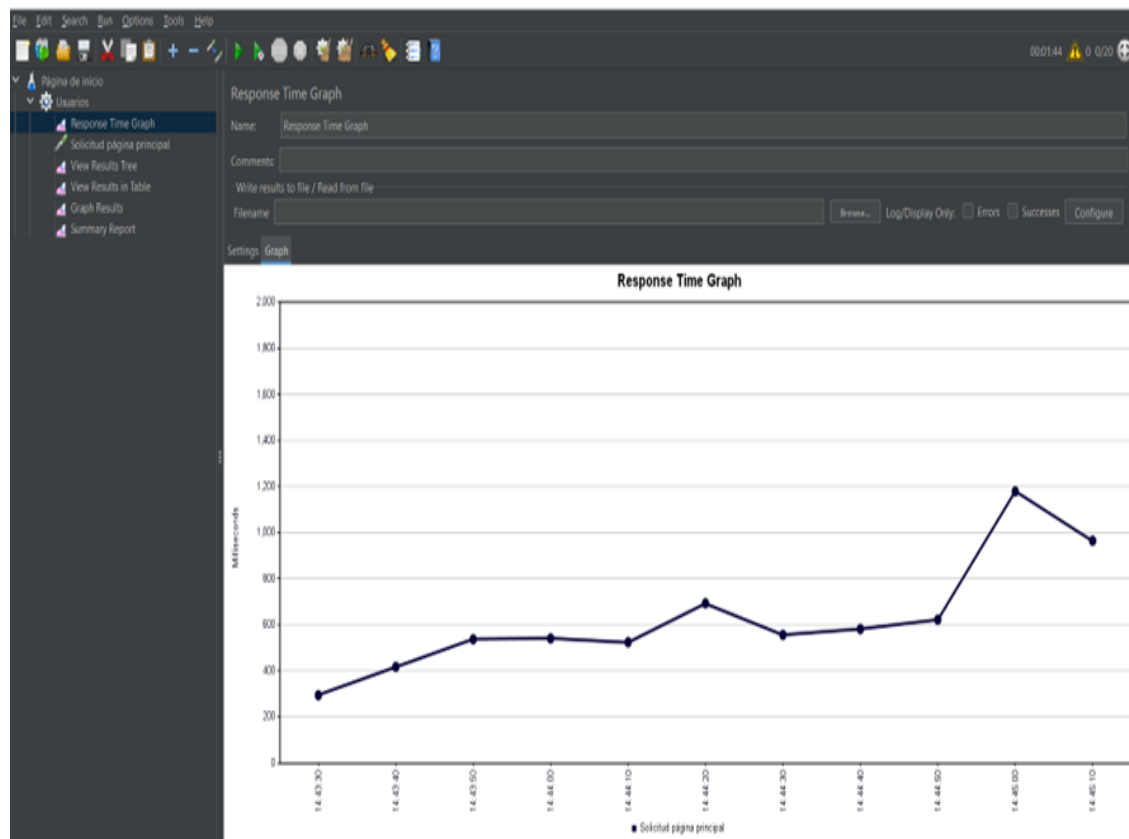 File Edit Search Run Options Tools Help
00:01:44 0 0/20
Página de inicio
Usuarios
Response Time Graph
Solicitud página principal
View Results Tree
View Results in Table
Graph Results
Summary Report
Response Time Graph
Name: Response Time Graph
Comments:
Write results to file / Read from file
Filename Browse... Log/Display Only: Errors Successes Configure
Settings Graph
Response Time Graph
2,000
1,800
1,600
1,400
1,200
1,000
800
600
400
200
0
Milliseconds
14:43:30 14:43:40 14:43:50 14:44:00 14:44:10 14:44:20 14:44:30 14:44:40 14:44:50 14:45:00 14:45:10
Solicitud página principal